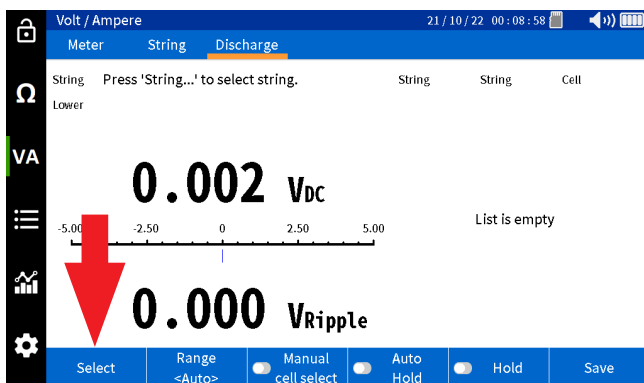 Volt / Ampere 21 / 10 / 22 00 : 08 : 58
Meter String Discharge
String Press 'String...' to select string. String String Cell
Lower
Ω
VA
0.002 VDC
-5.00 -2.50 0 2.50 5.00
List is empty
0.000 VRipple
Select Range <Auto> Manual cell select Auto Hold Hold Save